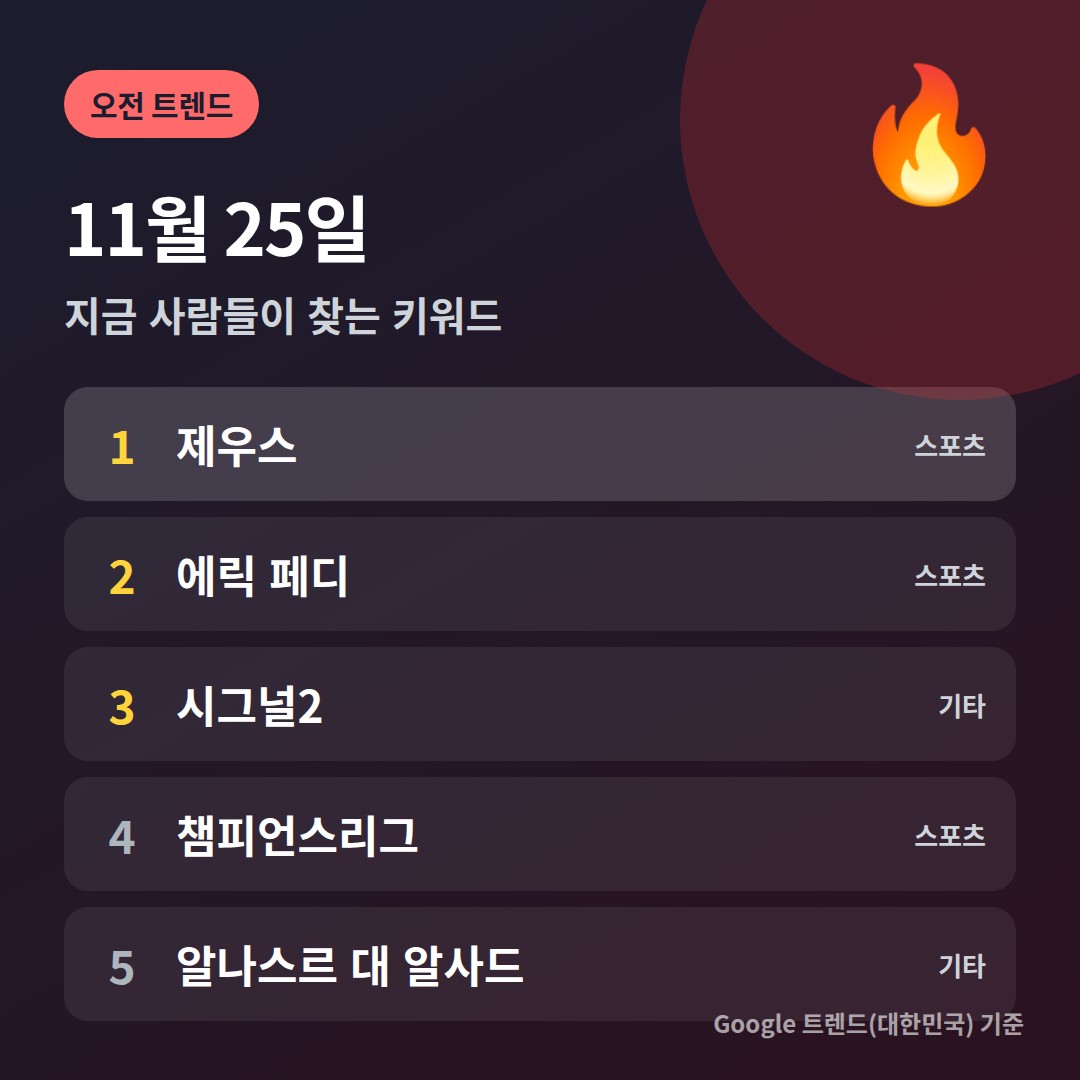 오전 트렌드
11월 25일
지금 사람들이 찾는 키워드
1 제우스 스포츠
2 에릭 페디 스포츠
3 시그널2 기타
4 챔피언스리그 스포츠
5 알나스르 대 알사드 기타
Google 트렌드(대한민국) 기준